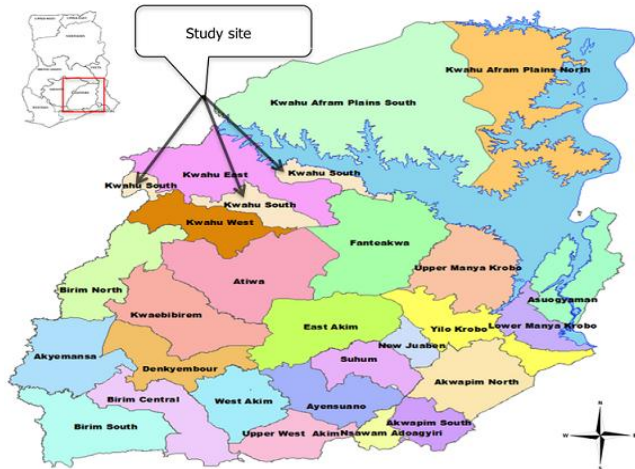 Study site
Kwahu Afram Plains North
Kwahu Afram Plains South
Kwahu East
Kwahu South
Kwahu South
Kwahu South
Kwahu West
Fanteakwa
Atiwa
Upper Manya Krobo
Birim North
Asuogyaman
Kwaebibirem
East Akim
Yilo Krobo
Lower Manya Krobo
New Juaben
Akyemansa
Denkyembour
Suhum
Akwapim North
Birim Central
West Akim
Ayensuano
Birim South
Akwapim South
Upper West Akim
Nsawam Adoagyiri
N
W
E
S